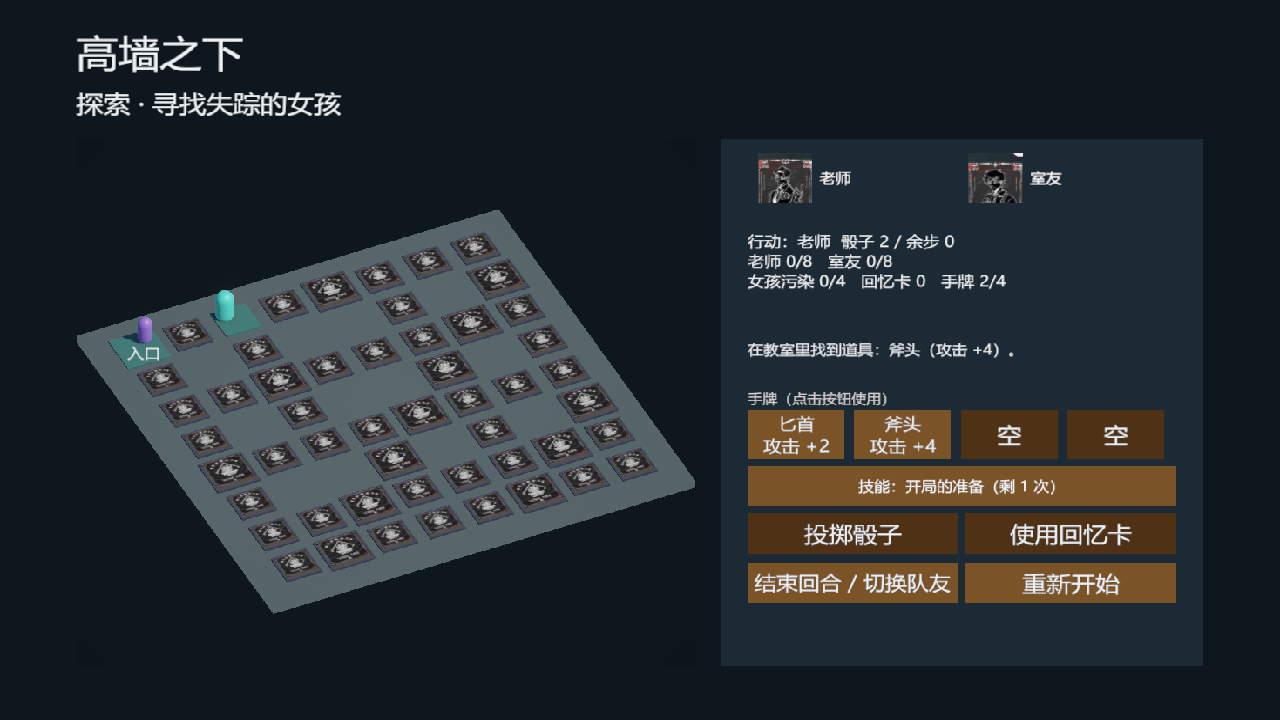 高墙之下
探索 · 寻找失踪的女孩
老师
室友
行动：老师 骰子 2 / 余步 0
老师 0/8 室友 0/8
女孩污染 0/4 回忆卡 0 手牌 2/4
在教室里找到道具：斧头（攻击 +4）。
手牌（点击按钮使用）
匕首
攻击 +2
斧头
攻击 +4
空
空
技能：开局的准备（剩 1 次）
投掷骰子
使用回忆卡
结束回合 / 切换队友
重新开始
入口